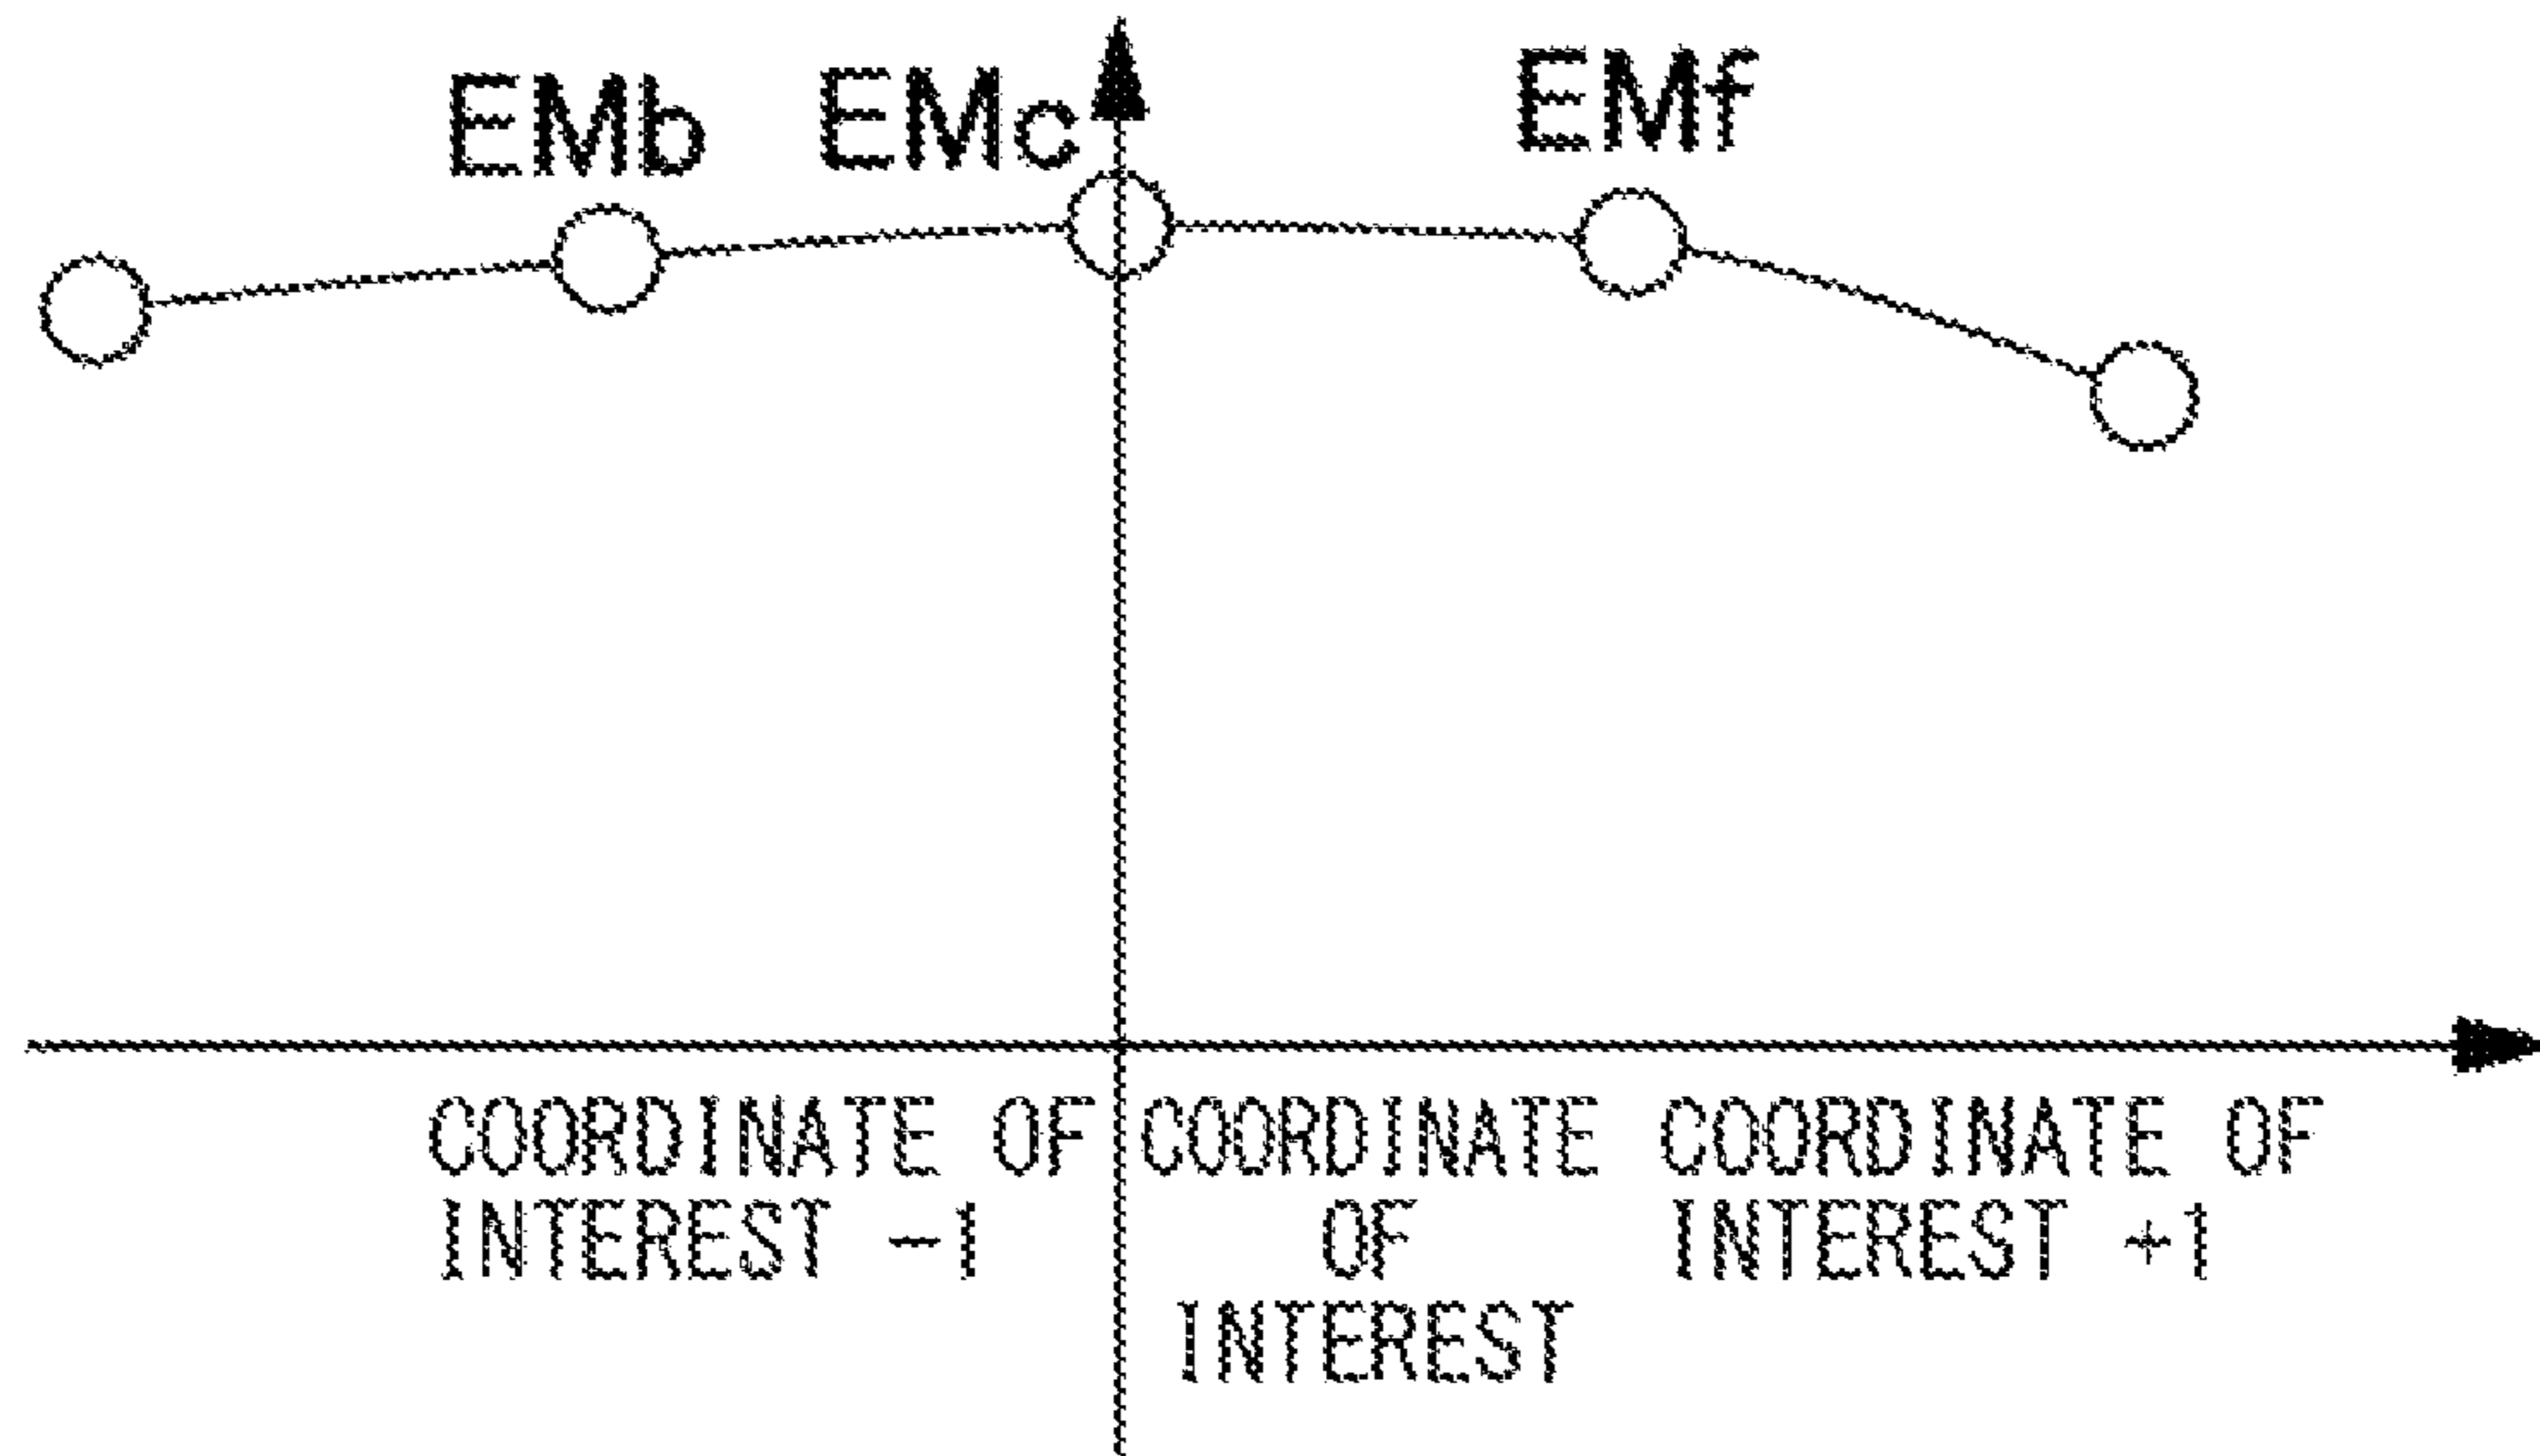 EMb EMc EMf
COORDINATE OF COORDINATE COORDINATE OF
INTEREST -1 OF INTEREST +1
INTEREST